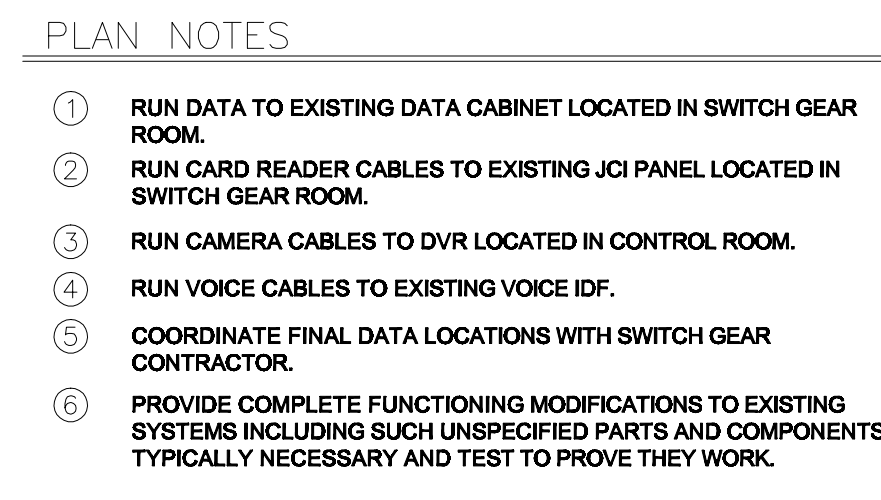 PLAN NOTES
1 RUN DATA TO EXISTING DATA CABINET LOCATED IN SWITCH GEAR
ROOM.
2 RUN CARD READER CABLES TO EXISTING JCI PANEL LOCATED IN
SWITCH GEAR ROOM.
3 RUN CAMERA CABLES TO DVR LOCATED IN CONTROL ROOM.
4 RUN VOICE CABLES TO EXISTING VOICE IDF.
5 COORDINATE FINAL DATA LOCATIONS WITH SWITCH GEAR
CONTRACTOR.
6 PROVIDE COMPLETE FUNCTIONING MODIFICATIONS TO EXISTING
SYSTEMS INCLUDING SUCH UNSPECIFIED PARTS AND COMPONENTS
TYPICALLY NECESSARY AND TEST TO PROVE THEY WORK.